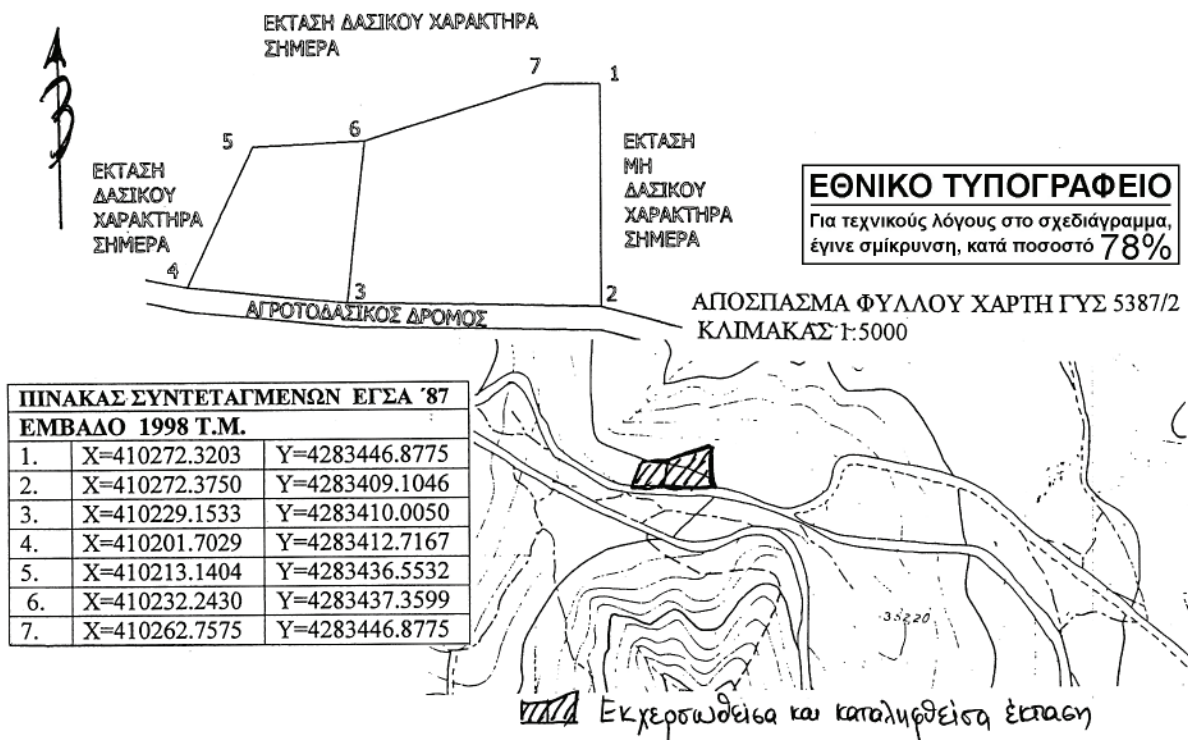 ΕΚΤΑΣΗ ΔΑΣΙΚΟΥ ΧΑΡΑΚΤΗΡΑ
ΣΗΜΕΡΑ
7
1
5
6
ΕΚΤΑΣΗ
ΔΑΣΙΚΟΥ
ΧΑΡΑΚΤΗΡΑ
ΣΗΜΕΡΑ
ΕΚΤΑΣΗ
ΜΗ
ΔΑΣΙΚΟΥ
ΧΑΡΑΚΤΗΡΑ
ΣΗΜΕΡΑ
4
3
2
ΑΓΡΟΤΟΔΑΣΙΚΟΣ ΔΡΟΜΟΣ
ΕΘΝΙΚΟ ΤΥΠΟΓΡΑΦΕΙΟ
Για τεχνικούς λόγους στο σχεδιάγραμμα,
έγινε σμίκρυνση, κατά ποσοστό 78%
ΑΠΟΣΠΑΣΜΑ ΦΥΛΛΟΥ ΧΑΡΤΗ ΓΥΣ 5387/2
ΚΛΙΜΑΚΑΣ 1:5000
ΠΙΝΑΚΑΣ ΣΥΝΤΕΤΑΓΜΕΝΩΝ ΕΓΣΑ ΄87
ΕΜΒΑΔΟ 1998 Τ.Μ.
1. Χ=410272.3203 Υ=4283446.8775
2. Χ=410272.3750 Υ=4283409.1046
3. Χ=410229.1533 Υ=4283410.0050
4. Χ=410201.7029 Υ=4283412.7167
5. Χ=410213.1404 Υ=4283436.5532
6. Χ=410232.2430 Υ=4283437.3599
7. Χ=410262.7575 Υ=4283446.8775
Εκχερσωθείσα και καταληφθείσα έκταση